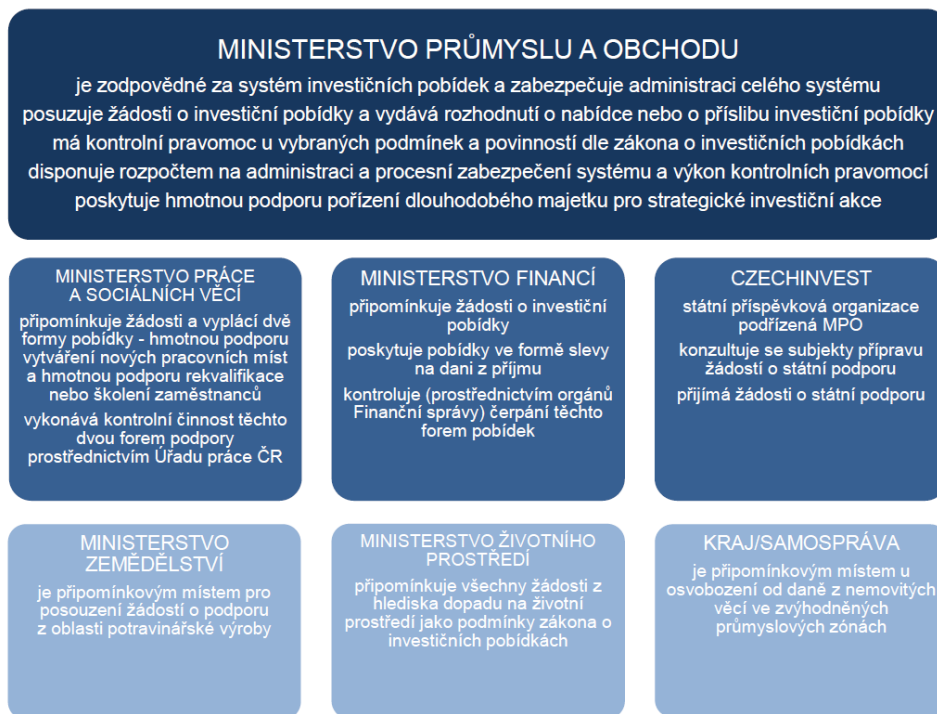 MINISTERSTVO PRŮMYSLU A OBCHODU
je zodpovědné za systém investičních pobídek a zabezpečuje administraci celého systému
posuzuje žádosti o investiční pobídky a vydává rozhodnutí o nabídce nebo o příslibu investiční pobídky
má kontrolní pravomoc u vybraných podmínek a povinností dle zákona o investičních pobídkách
disponuje rozpočtem na administraci a procesní zabezpečení systému a výkon kontrolních pravomocí
poskytuje hmotnou podporu pořízení dlouhodobého majetku pro strategické investiční akce
MINISTERSTVO PRÁCE
A SOCIÁLNÍCH VĚCÍ
připomínkuje žádosti a vyplácí dvě
formy pobídky - hmotnou podporu
vytváření nových pracovních míst
a hmotnou podporu rekvalifikace
nebo školení zaměstnanců
vykonává kontrolní činnost těchto
dvou forem podpory
prostřednictvím Úřadu práce ČR
MINISTERSTVO FINANCÍ
připomínkuje žádosti o investiční
pobídky
poskytuje pobídky ve formě slevy
na dani z příjmu
kontroluje (prostřednictvím orgánů
Finanční správy) čerpání těchto
forem pobídek
CZECHINVEST
státní příspěvková organizace
podřízená MPO
konzultuje se subjekty přípravu
žádostí o státní podporu
přijímá žádosti o státní podporu
MINISTERSTVO
ZEMĚDĚLSTVÍ
je připomínkovým místem pro
posouzení žádostí o podporu
z oblasti potravinářské výroby
MINISTERSTVO ŽIVOTNÍHO
PROSTŘEDÍ
připomínkuje všechny žádosti z
hlediska dopadu na životní
prostředí jako podmínky zákona o
investičních pobídkách
KRAJ/SAMOSPRÁVA
je připomínkovým místem u
osvobození od daně z nemovitých
věcí ve zvýhodněných
průmyslových zónách